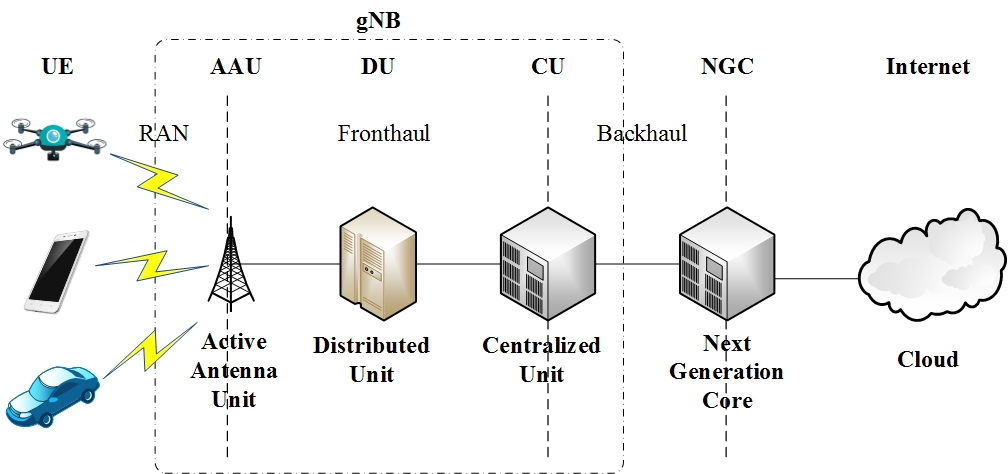 gNB
UE
AAU
DU
CU
NGC
Internet
RAN
Fronthaul
Backhaul
Active
Antenna
Unit
Distributed
Unit
Centralized
Unit
Next
Generation
Core
Cloud